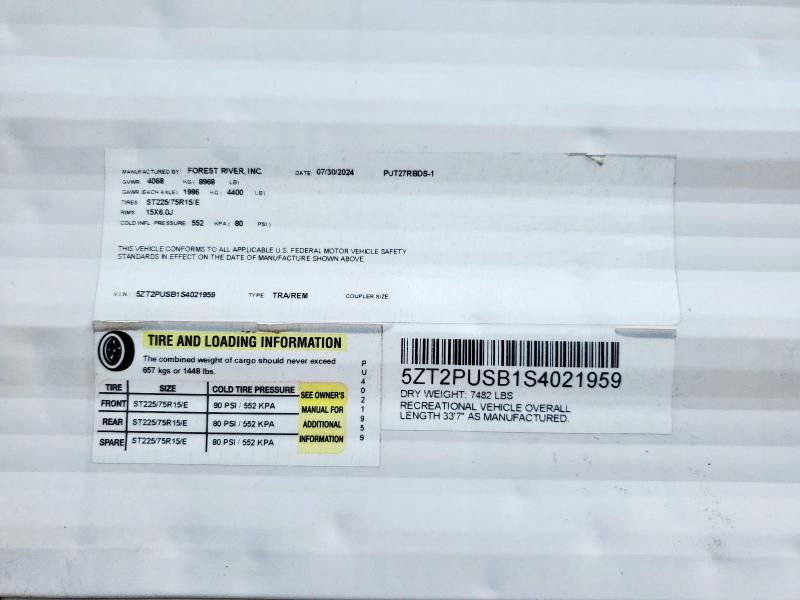 MANUFACTURED BY: FOREST RIVER, INC. DATE: 07/30/2024 PUT27RBDS-1
GVWR: 4068 KG ( 8968 LB)
GAWR (EACH AXLE) 1996 KG ( 4400 LB)
TIRES ST225/75R15/E
RIMS 15X6.0J
COLD INFL. PRESSURE: 552 KPA ( 80 PSI)
THIS VEHICLE CONFORMS TO ALL APPLICABLE U.S. FEDERAL MOTOR VEHICLE SAFETY
STANDARDS IN EFFECT ON THE DATE OF MANUFACTURE SHOWN ABOVE.
V.I.N.: 5ZT2PUSB1S4021959 TYPE TRA/REM COUPLER SIZE:
TIRE AND LOADING INFORMATION
The combined weight of cargo should never exceed
657 kgs or 1448 lbs.
TIRE SIZE COLD TIRE PRESSURE
FRONT ST225/75R15/E 80 PSI / 552 KPA
REAR ST225/75R15/E 80 PSI / 552 KPA
SPARE ST225/75R15/E 80 PSI / 552 KPA
SEE OWNER'S
MANUAL FOR
ADDITIONAL
INFORMATION
PU4021959
5ZT2PUSB1S4021959
DRY WEIGHT: 7482 LBS
RECREATIONAL VEHICLE OVERALL
LENGTH 33'7" AS MANUFACTURED.